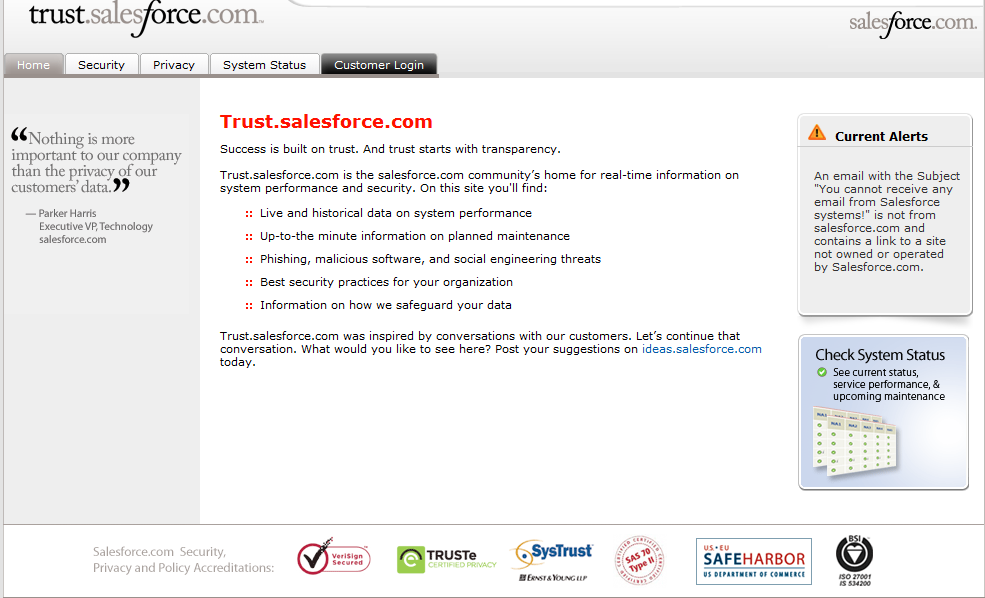 trust.salesforce.com™
salesforce.com.
Home
Security
Privacy
System Status
Customer Login
“Nothing is more
important to our company
than the privacy of our
customers’ data.”
— Parker Harris
Executive VP, Technology
salesforce.com
Trust.salesforce.com
Success is built on trust. And trust starts with transparency.
Trust.salesforce.com is the salesforce.com community’s home for real-time information on
system performance and security. On this site you'll find:
:: Live and historical data on system performance
:: Up-to-the minute information on planned maintenance
:: Phishing, malicious software, and social engineering threats
:: Best security practices for your organization
:: Information on how we safeguard your data
Trust.salesforce.com was inspired by conversations with our customers. Let’s continue that
conversation. What would you like to see here? Post your suggestions on ideas.salesforce.com
today.
Current Alerts
An email with the Subject
"You cannot receive any
email from Salesforce
systems!" is not from
salesforce.com and
contains a link to a site
not owned or operated
by Salesforce.com.
Check System Status
See current status,
service performance, &
upcoming maintenance
Salesforce.com Security,
Privacy and Policy Accreditations:
VeriSign
Secured
TRUSTe
CERTIFIED PRIVACY
SysTrust
ERNST & YOUNG LLP
SAS 70
Type II
US•EU
SAFEHARBOR
US DEPARTMENT OF COMMERCE
BSI
ISO 27001
IS 534200